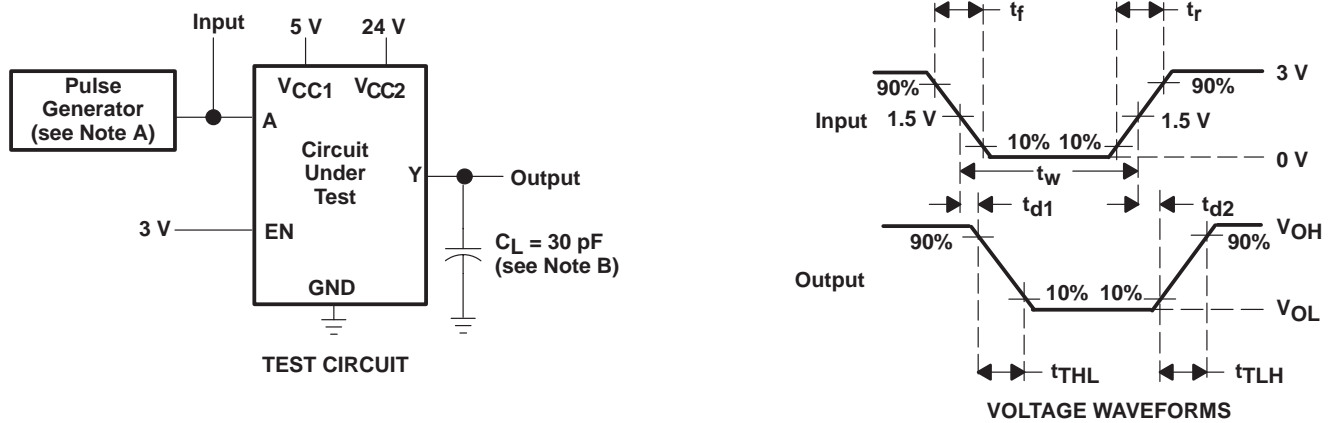 Input
5 V
24 V
Pulse
Generator
(see Note A)
VCC1
VCC2
A
Circuit
Under
Test
Y
Output
3 V
EN
CL = 30 pF
(see Note B)
GND
TEST CIRCUIT
tf
tr
90%
90%
3 V
Input
1.5 V
1.5 V
10%
10%
0 V
tw
td1
td2
90%
90%
VOH
Output
10%
10%
VOL
tTHL
tTLH
VOLTAGE WAVEFORMS